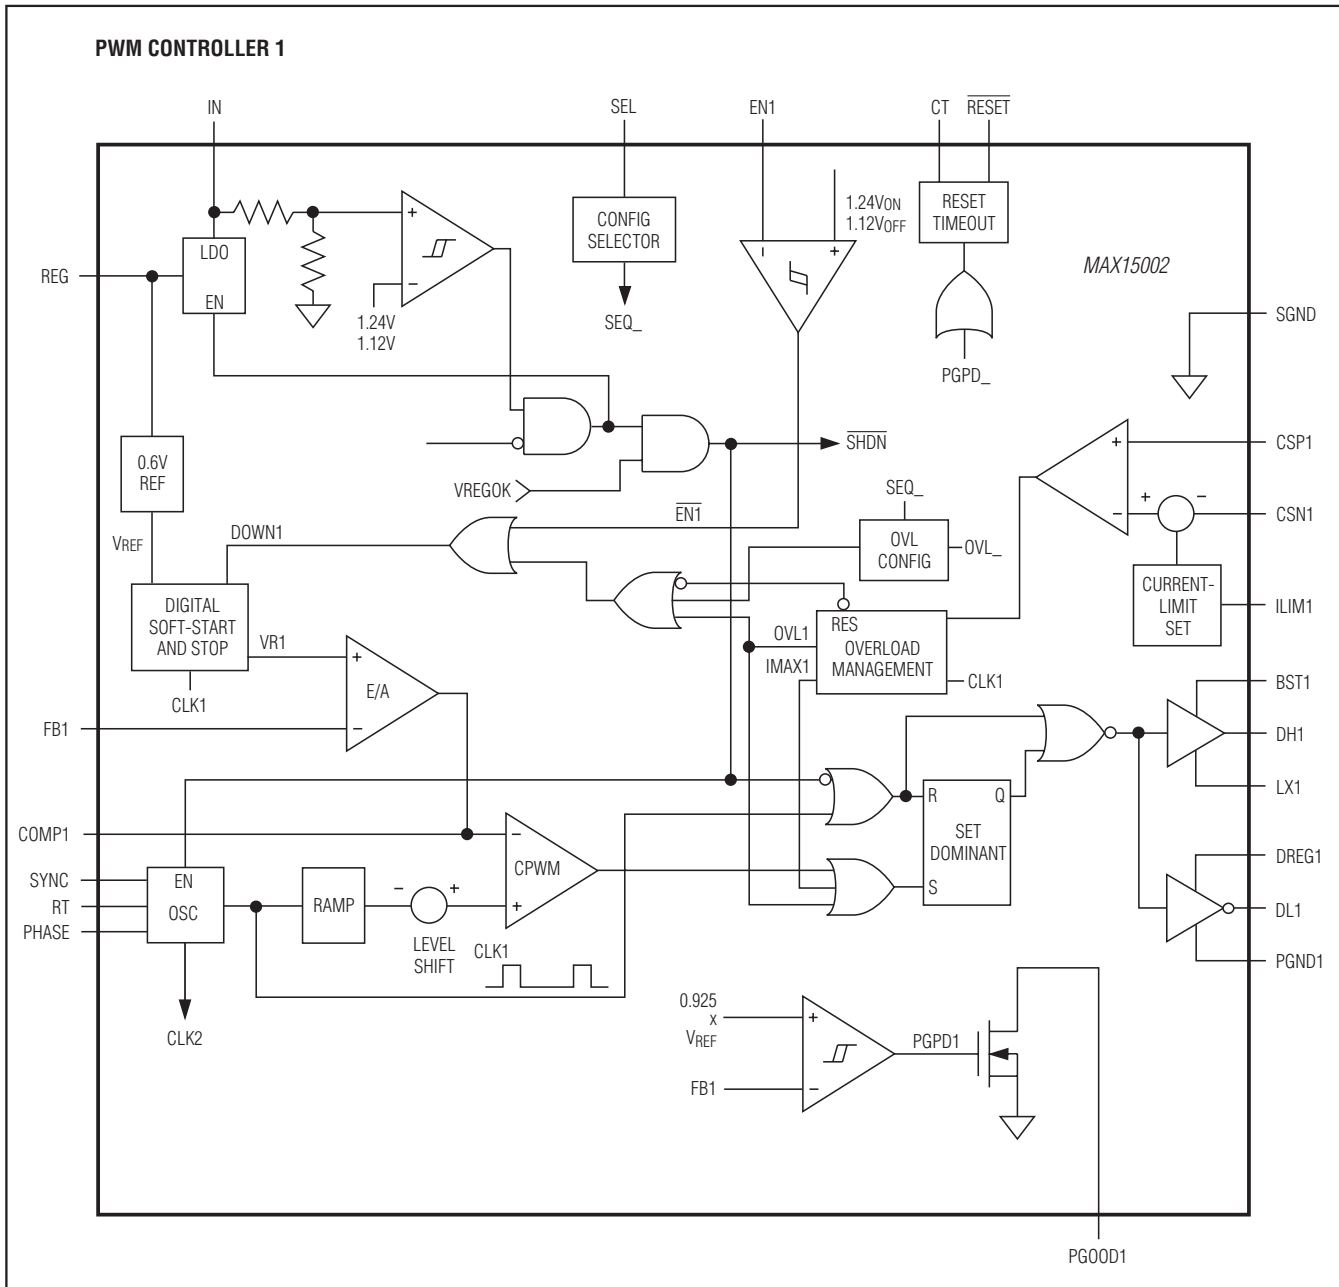 PWM CONTROLLER 1
IN
SEL
EN1
CT
RESET
1.24VON
1.12VOFF
RESET
TIMEOUT
CONFIG
SELECTOR
+
LDO
EN
REG
−
1.24V
1.12V
SEQ_
−
+
MAX15002
SGND
PGPD_
0.6V
REF
SHDN
VREGOK
+
−
CSP1
+
−
CSN1
SEQ_
EN1
OVL
CONFIG
OVL_
VREF
DOWN1
CURRENT-
LIMIT
SET
ILIM1
DIGITAL
SOFT-START
AND STOP
VR1
CLK1
+
E/A
−
OVL1
IMAX1
RES
OVERLOAD
MANAGEMENT
CLK1
FB1
BST1
DH1
LX1
R
Q
SET
DOMINANT
S
COMP1
−
CPWM
+
SYNC
RT
PHASE
EN
OSC
RAMP
−
+
LEVEL
SHIFT
CLK1
CLK2
DREG1
DL1
PGND1
0.925
x
VREF
FB1
+
−
PGPD1
PGOOD1